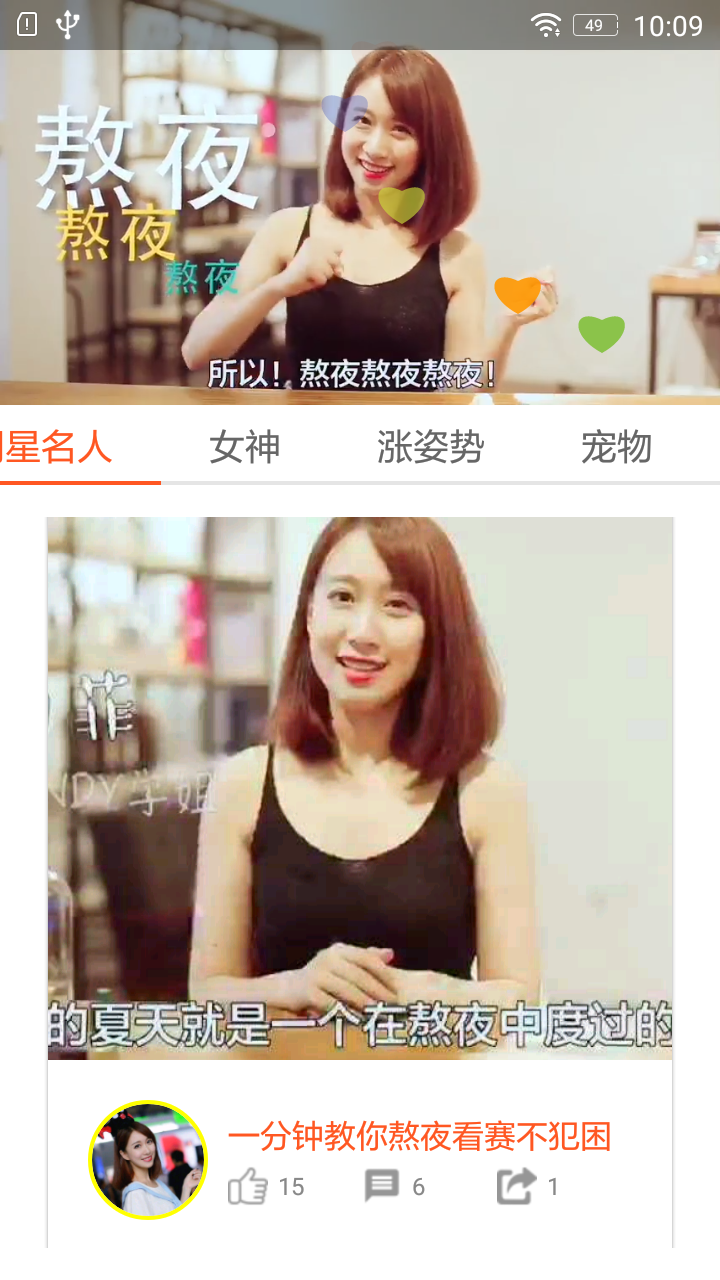 49 10:09
熬夜
熬夜
熬夜
所以！熬夜熬夜熬夜！
星名人 女神 涨姿势 宠物
菲
NDY学姐
的夏天就是一个在熬夜中度过的
一分钟教你熬夜看赛不犯困
15 6 1